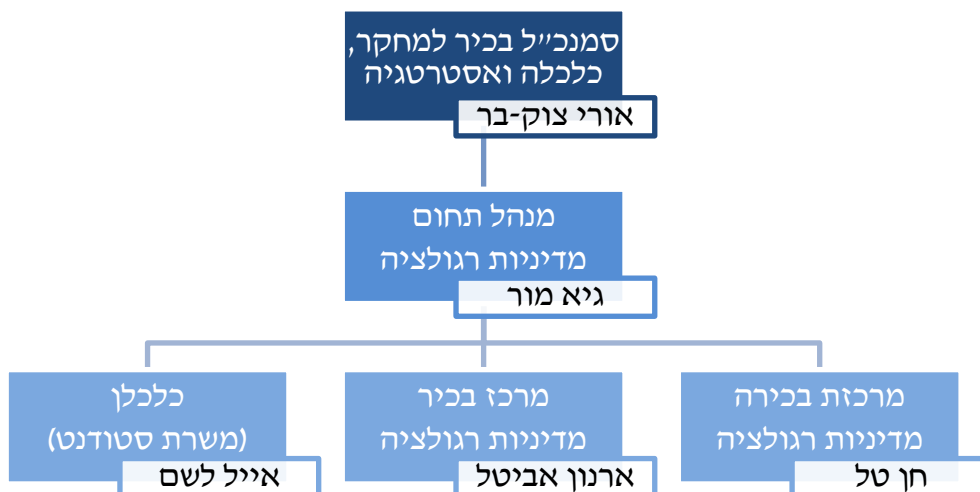 סמנכ״ל בכיר למחקר,
כלכלה ואסטרטגיה
אורי צוק-בר
מנהל תחום
מדיניות רגולציה
גיא מור
מרכזת בכירה
מדיניות רגולציה
חן טל
מרכז בכיר
מדיניות רגולציה
ארנון אביטל
כלכלן
(משרת סטודנט)
אייל לשם